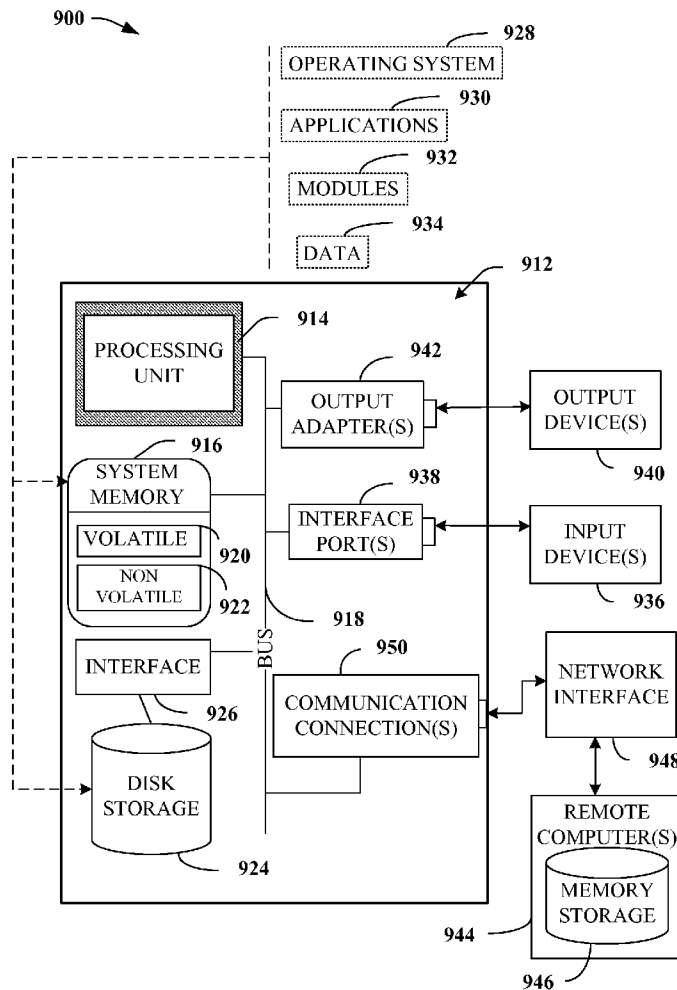 900
928
OPERATING SYSTEM
930
APPLICATIONS
932
MODULES
934
DATA
912
914
PROCESSING
UNIT
942
OUTPUT
ADAPTER(S)
OUTPUT
DEVICE(S)
940
916
SYSTEM
MEMORY
VOLATILE
920
NON
VOLATILE
922
938
INTERFACE
PORT(S)
INPUT
DEVICE(S)
936
918
BUS
INTERFACE
926
950
COMMUNICATION
CONNECTION(S)
NETWORK
INTERFACE
948
DISK
STORAGE
924
REMOTE
COMPUTER(S)
MEMORY
STORAGE
944
946